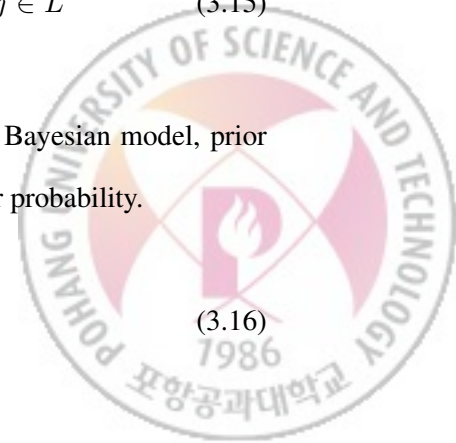 ∈ L (3.15)
Bayesian model, prior
probability.
(3.16)
POHANG UNIVERSITY OF SCIENCE AND TECHNOLOGY
1986
포항공과대학교